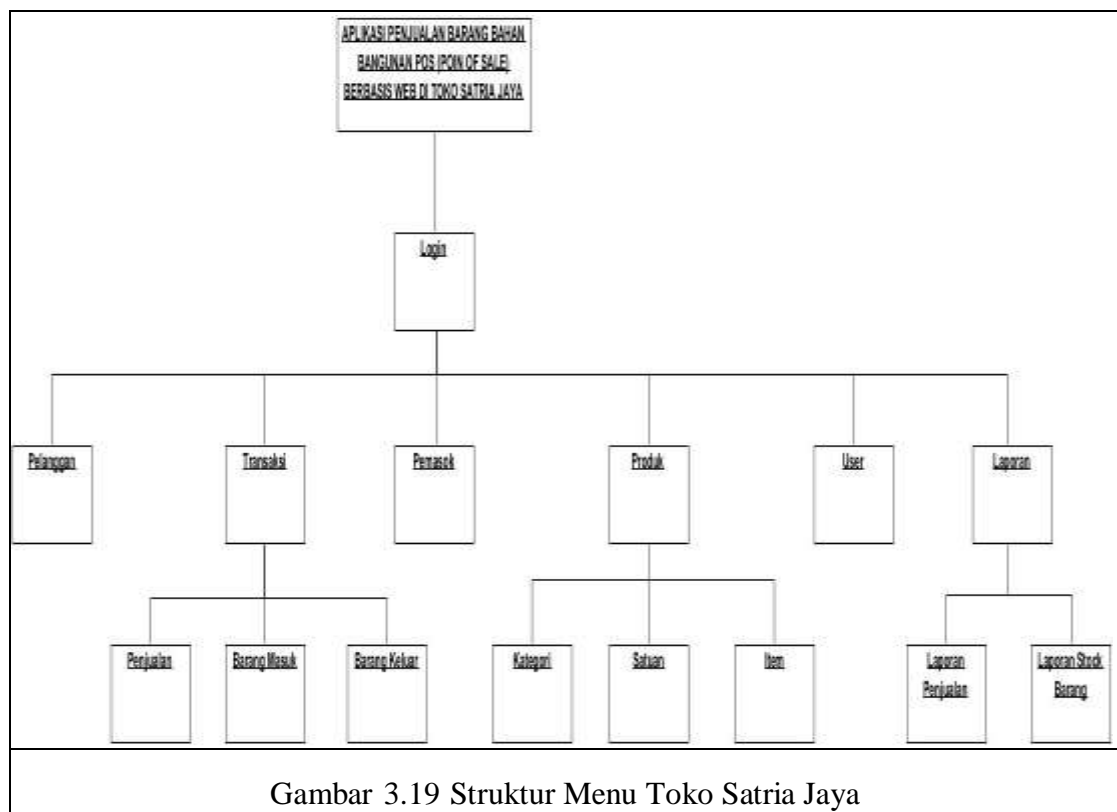 APLIKASI PENJUALAN BARANG BAHAN
BANGUNAN POS (POIN OF SALE)
BERBASIS WEB DI TOKO SATRIA JAYA
Login
Pelanggan
Transaksi
Pemasok
Produk
User
Laporan
Penjualan
Barang Masuk
Barang Keluar
Kategori
Satuan
Item
Laporan
Penjualan
Laporan Stock
Barang
Gambar 3.19 Struktur Menu Toko Satria Jaya